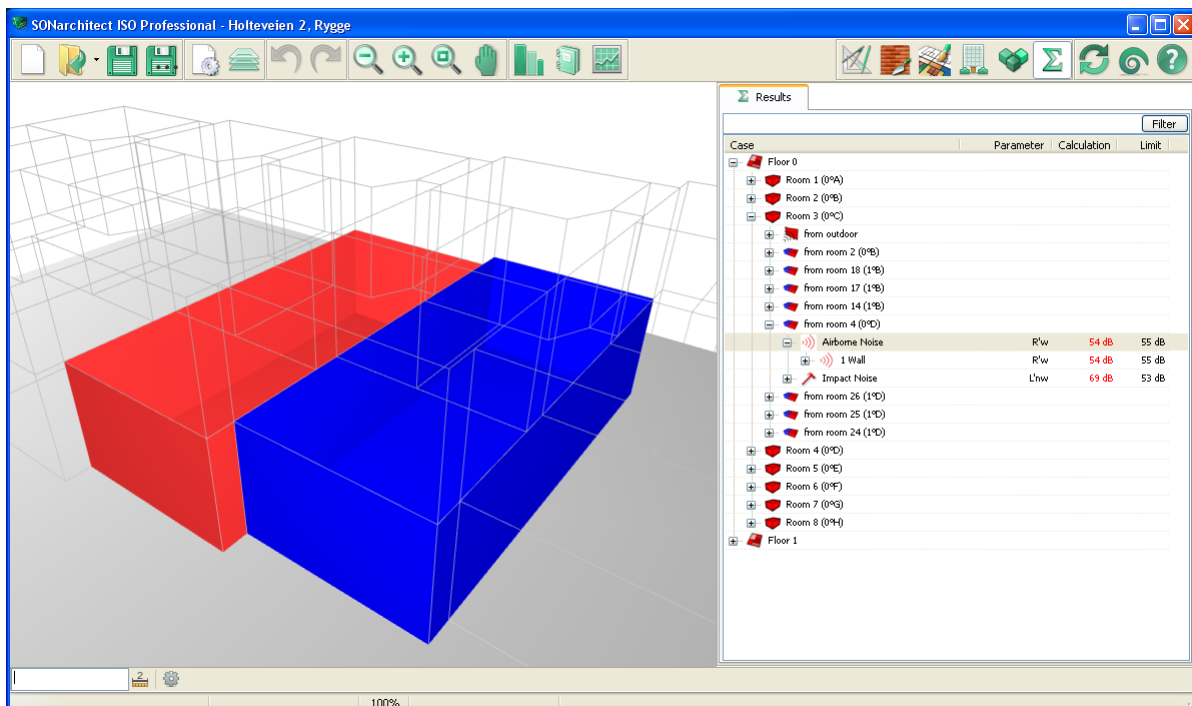 SONarchitect ISO Professional - Holteveien 2, Rygge
Results
Filter
Case Parameter Calculation Limit
Floor 0
Room 1 (0ºA)
Room 2 (0ºB)
Room 3 (0ºC)
from outdoor
from room 2 (0ºB)
from room 18 (1ºB)
from room 17 (1ºB)
from room 14 (1ºB)
from room 4 (0ºD)
Airborne Noise R'w 54 dB 55 dB
1 Wall R'w 54 dB 55 dB
Impact Noise L'nw 69 dB 53 dB
from room 26 (1ºD)
from room 25 (1ºD)
from room 24 (1ºD)
Room 4 (0ºD)
Room 5 (0ºE)
Room 6 (0ºF)
Room 7 (0ºG)
Room 8 (0ºH)
Floor 1
2
100%